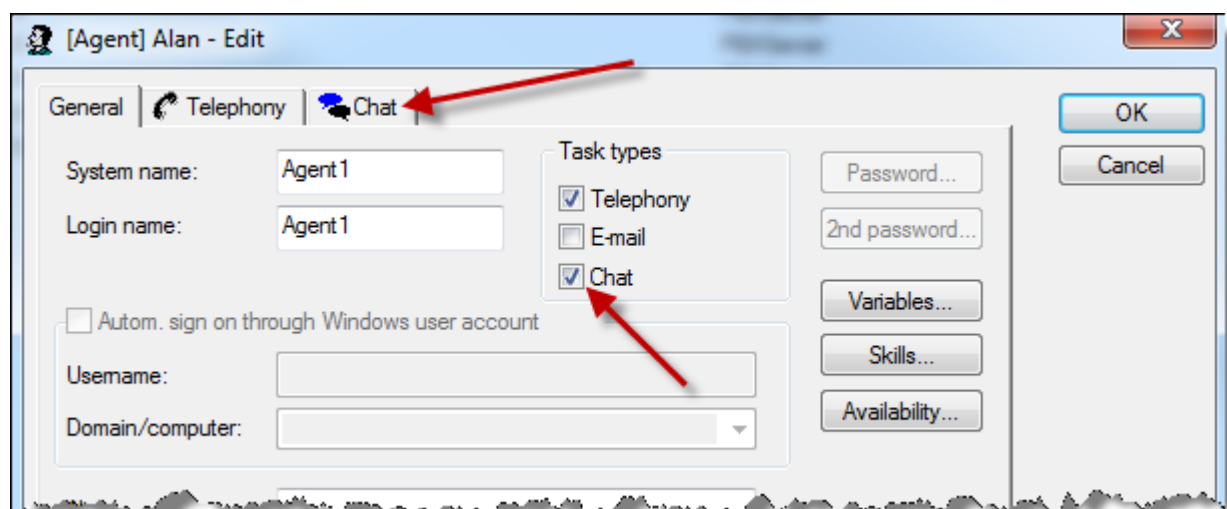 [Agent] Alan - Edit
General Telephony Chat
OK
Cancel
System name: Agent1
Login name: Agent1
Task types
Telephony
E-mail
Chat
Password...
2nd password...
Variables...
Skills...
Availability...
Autom. sign on through Windows user account
Username:
Domain/computer: